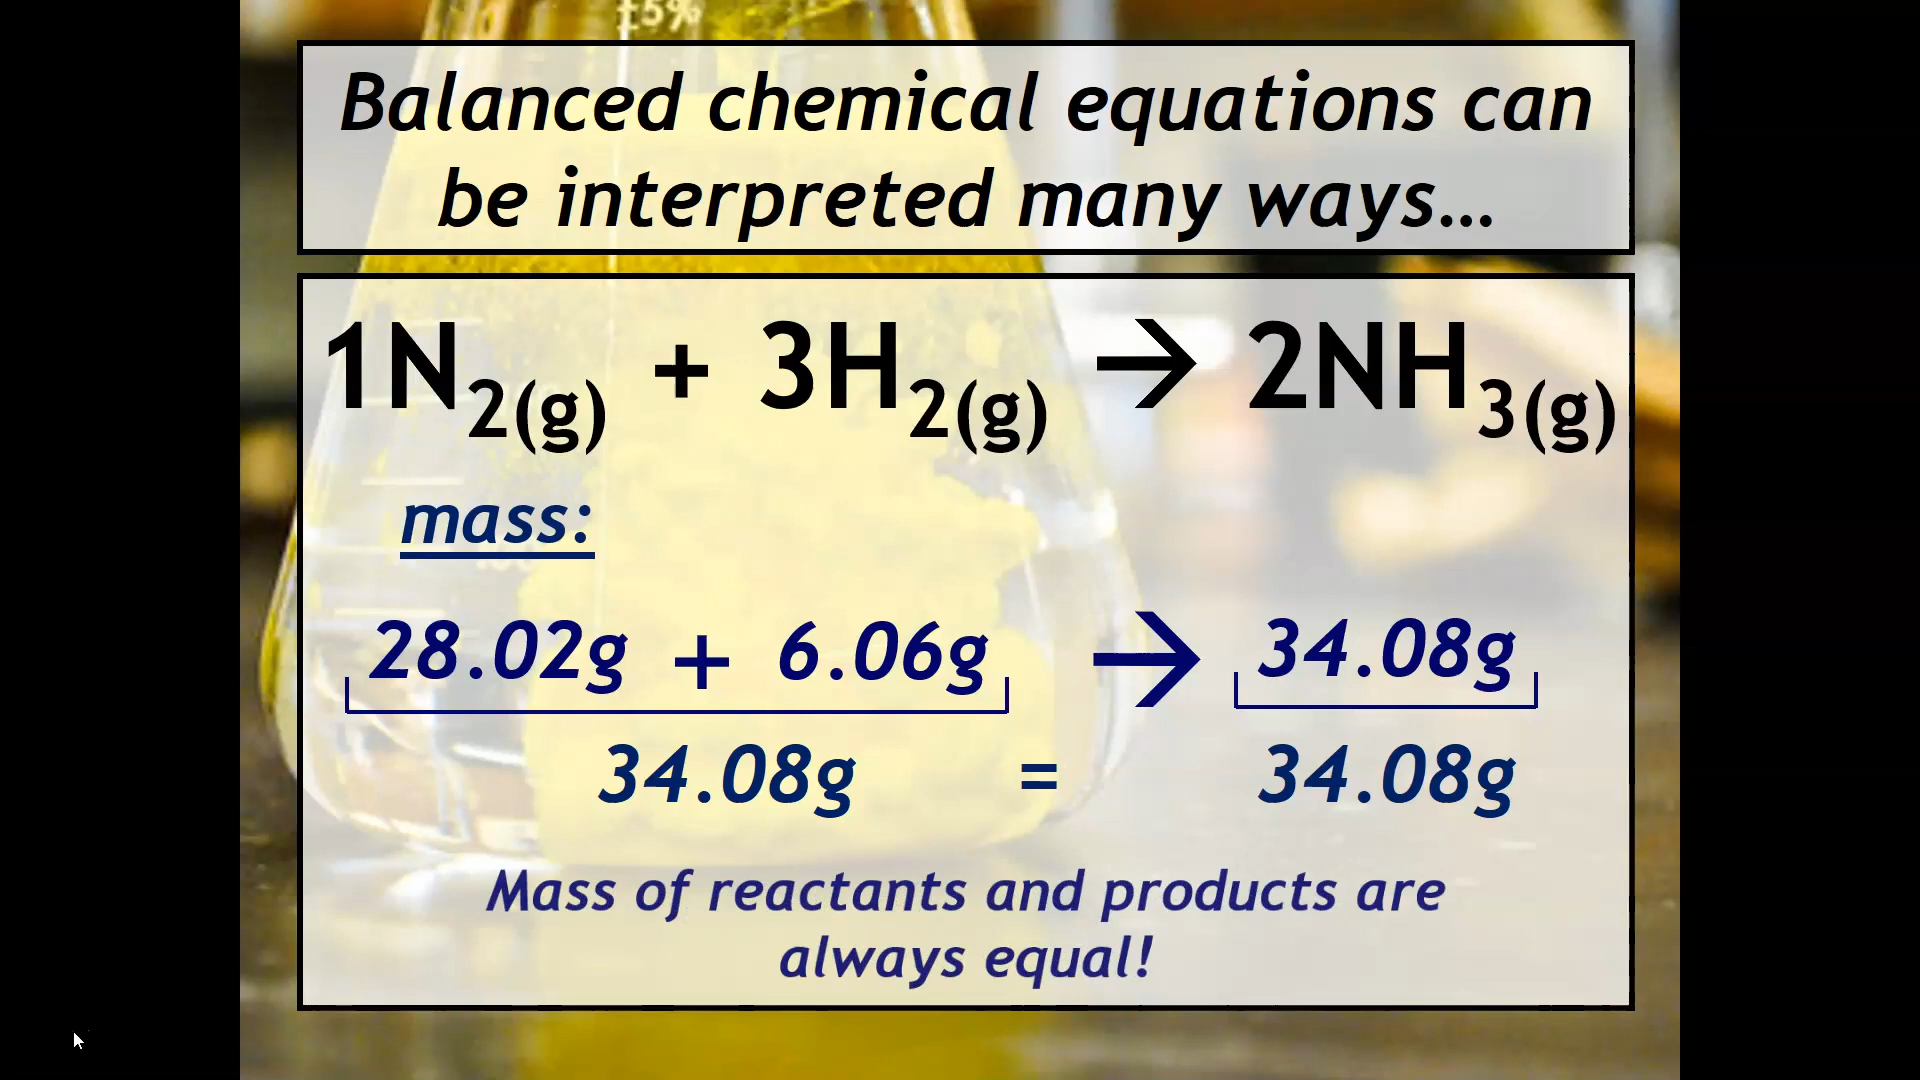 ±5%
Balanced chemical equations can
be interpreted many ways…
1N2(g) + 3H2(g) → 2NH3(g)
mass:
28.02g + 6.06g → 34.08g
34.08g = 34.08g
Mass of reactants and products are
always equal!